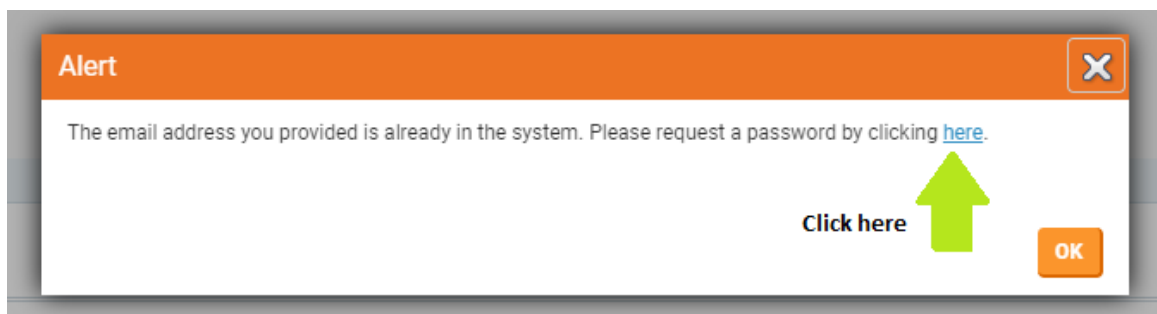 Alert
The email address you provided is already in the system. Please request a password by clicking here.
Click here
OK